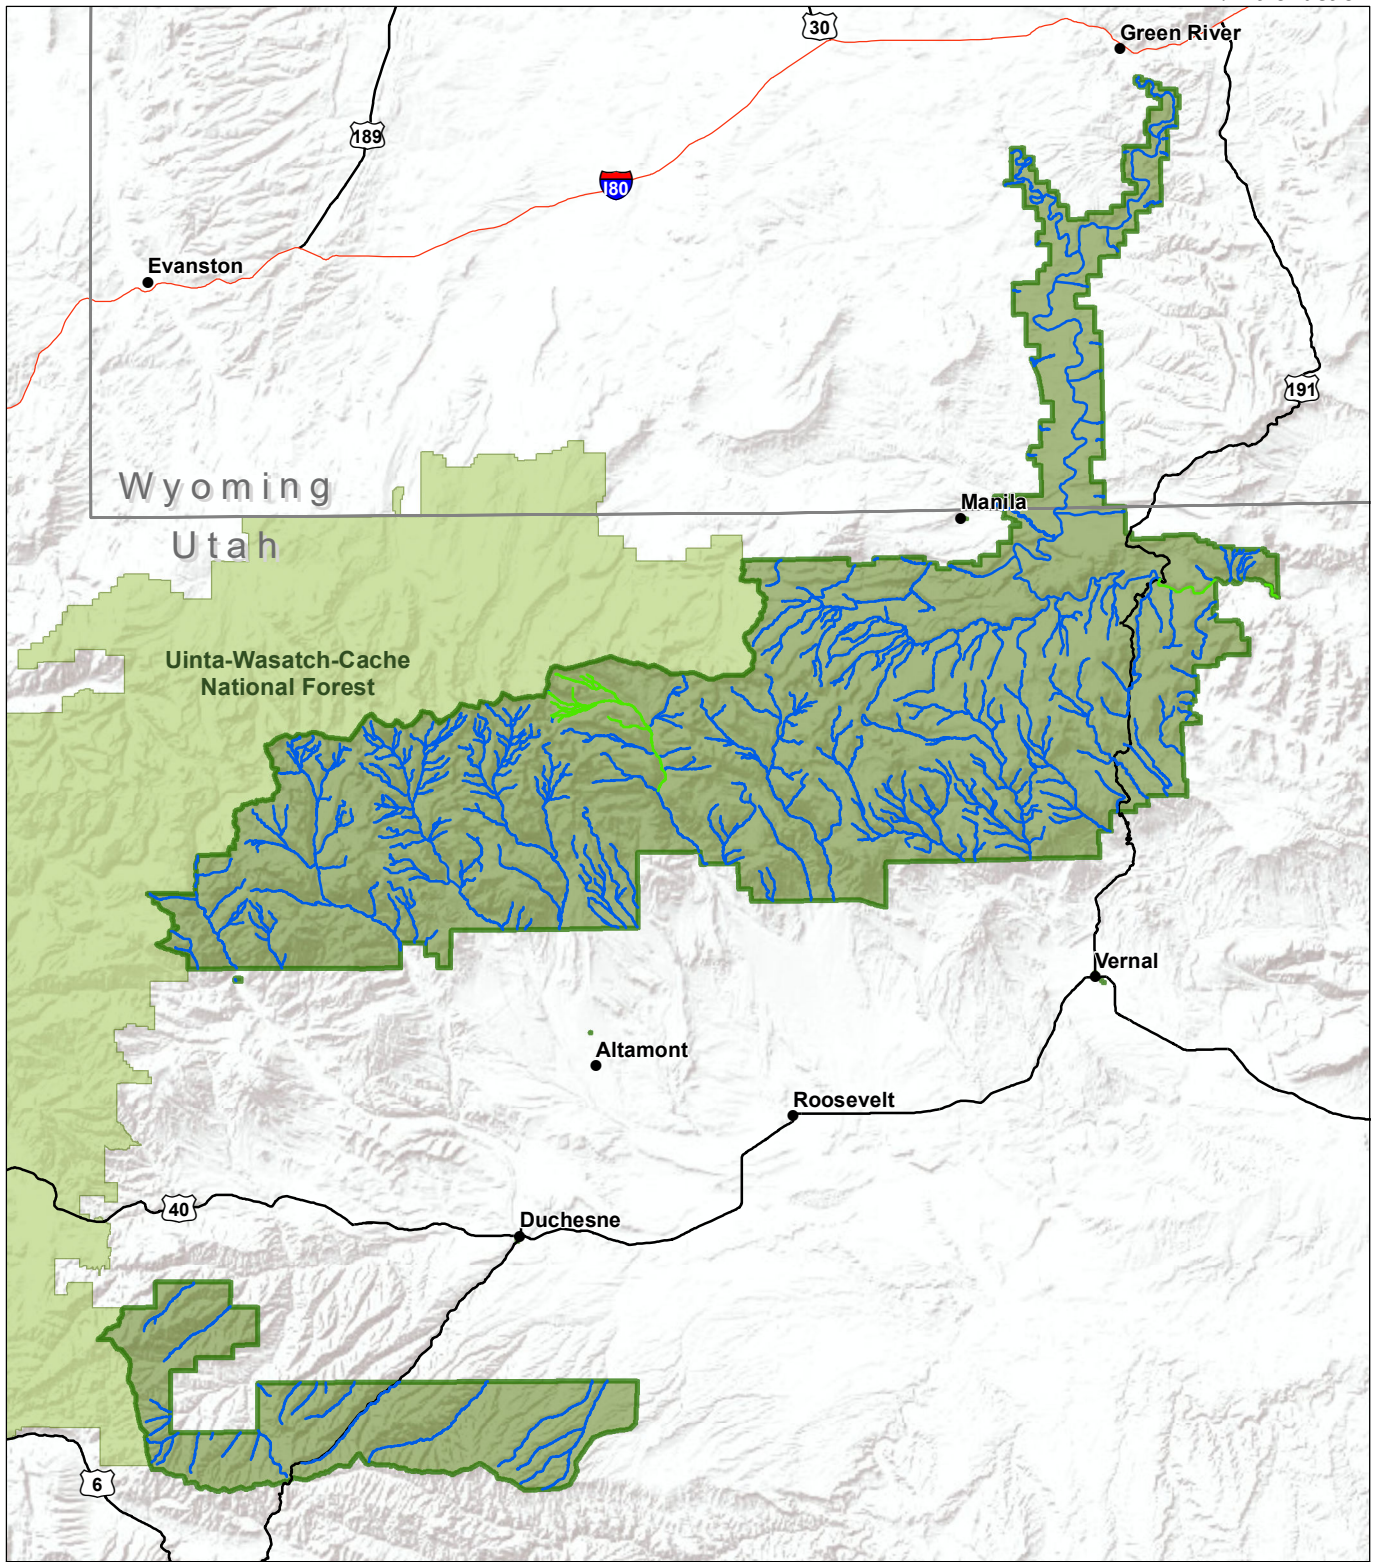 30
Green River
189
I80
Evanston
191
Wyoming
Manila
Utah
Uinta-Wasatch-Cache
National Forest
Vernal
Altamont
Roosevelt
40
Duchesne
6